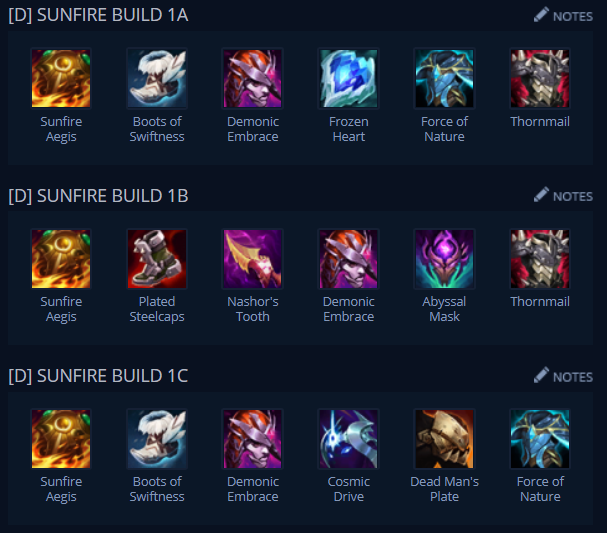 [D] SUNFIRE BUILD 1A
NOTES
Sunfire Aegis
Boots of Swiftness
Demonic Embrace
Frozen Heart
Force of Nature
Thornmail
[D] SUNFIRE BUILD 1B
NOTES
Sunfire Aegis
Plated Steelcaps
Nashor's Tooth
Demonic Embrace
Abyssal Mask
Thornmail
[D] SUNFIRE BUILD 1C
NOTES
Sunfire Aegis
Boots of Swiftness
Demonic Embrace
Cosmic Drive
Dead Man's Plate
Force of Nature